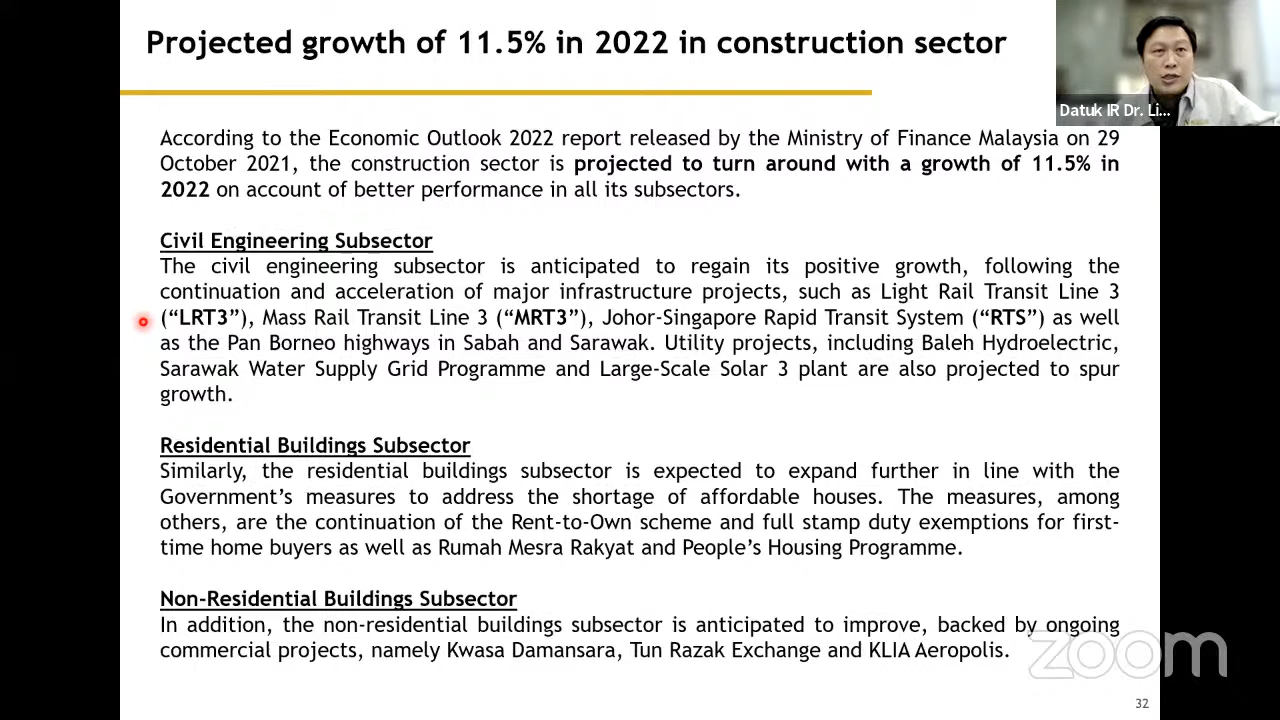 Projected growth of 11.5% in 2022 in construction sector
Datuk IR Dr. Li...
According to the Economic Outlook 2022 report released by the Ministry of Finance Malaysia on 29
October 2021, the construction sector is projected to turn around with a growth of 11.5% in
2022 on account of better performance in all its subsectors.
Civil Engineering Subsector
The civil engineering subsector is anticipated to regain its positive growth, following the
continuation and acceleration of major infrastructure projects, such as Light Rail Transit Line 3
(“LRT3”), Mass Rail Transit Line 3 (“MRT3”), Johor-Singapore Rapid Transit System (“RTS”) as well
as the Pan Borneo highways in Sabah and Sarawak. Utility projects, including Baleh Hydroelectric,
Sarawak Water Supply Grid Programme and Large-Scale Solar 3 plant are also projected to spur
growth.
Residential Buildings Subsector
Similarly, the residential buildings subsector is expected to expand further in line with the
Government’s measures to address the shortage of affordable houses. The measures, among
others, are the continuation of the Rent-to-Own scheme and full stamp duty exemptions for first-
time home buyers as well as Rumah Mesra Rakyat and People’s Housing Programme.
Non-Residential Buildings Subsector
In addition, the non-residential buildings subsector is anticipated to improve, backed by ongoing
commercial projects, namely Kwasa Damansara, Tun Razak Exchange and KLIA Aeropolis.
zoom
32